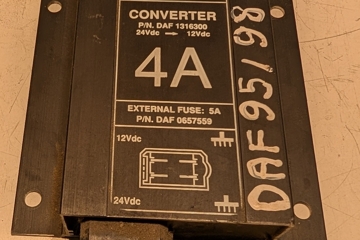 CONVERTER
P/N. DAF 1316300
24Vdc → 12Vdc
4A
EXTERNAL FUSE: 5A
P/N. DAF 0657559
12Vdc
24Vdc
DAF95/98